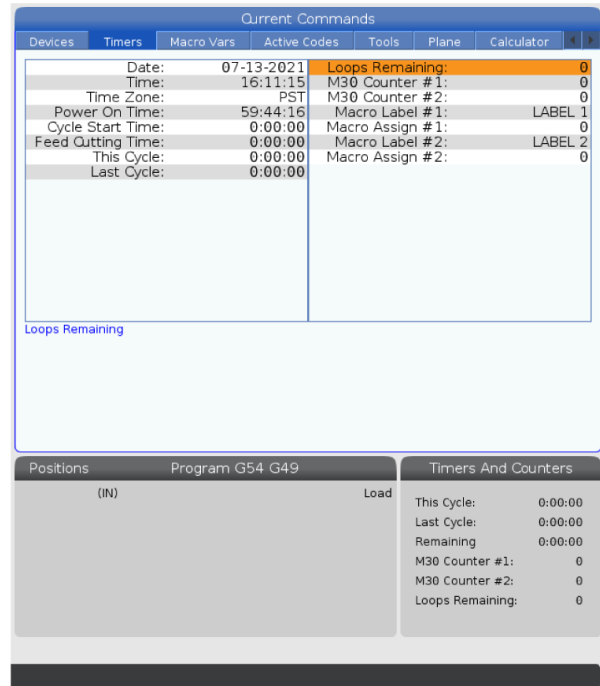 Current Commands
Devices Timers Macro Vars Active Codes Tools Plane Calculator
Date: 07-13-2021
Time: 16:11:15
Time Zone: PST
Power On Time: 59:44:16
Cycle Start Time: 0:00:00
Feed Cutting Time: 0:00:00
This Cycle: 0:00:00
Last Cycle: 0:00:00
Loops Remaining: 0
M30 Counter #1: 0
M30 Counter #2: 0
Macro Label #1: LABEL 1
Macro Assign #1: 0
Macro Label #2: LABEL 2
Macro Assign #2: 0
Loops Remaining
Positions Program G54 G49
(IN) Load
Timers And Counters
This Cycle: 0:00:00
Last Cycle: 0:00:00
Remaining 0:00:00
M30 Counter #1: 0
M30 Counter #2: 0
Loops Remaining: 0